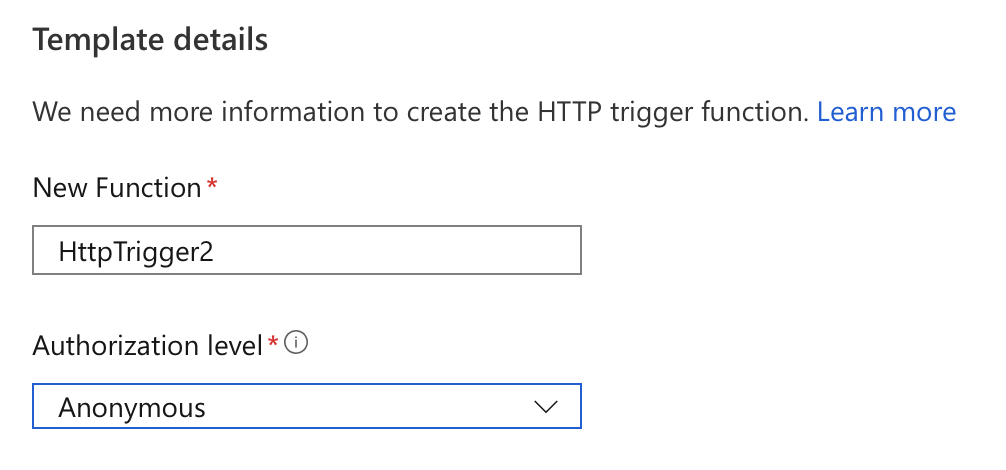 Template details
We need more information to create the HTTP trigger function. Learn more
New Function *
HttpTrigger2
Authorization level *
Anonymous